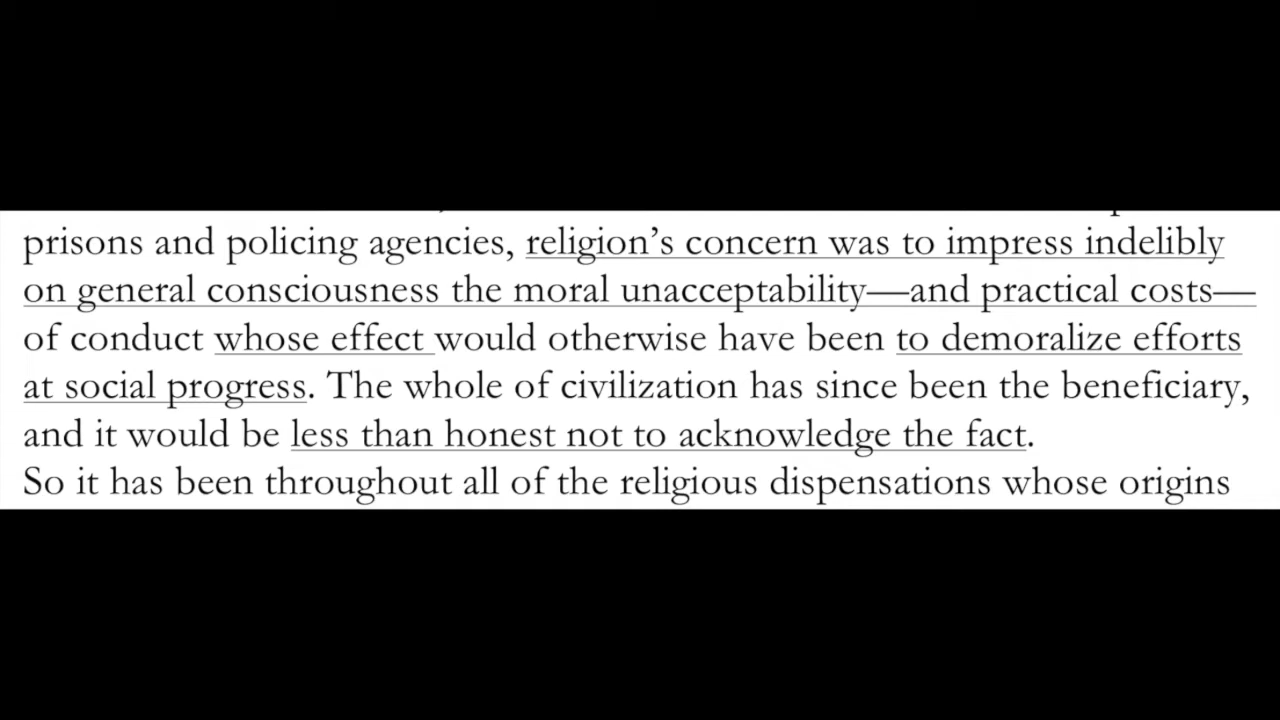 prisons and policing agencies, religion’s concern was to impress indelibly
on general consciousness the moral unacceptability—and practical costs—
of conduct whose effect would otherwise have been to demoralize efforts
at social progress. The whole of civilization has since been the beneficiary,
and it would be less than honest not to acknowledge the fact.
So it has been throughout all of the religious dispensations whose origins